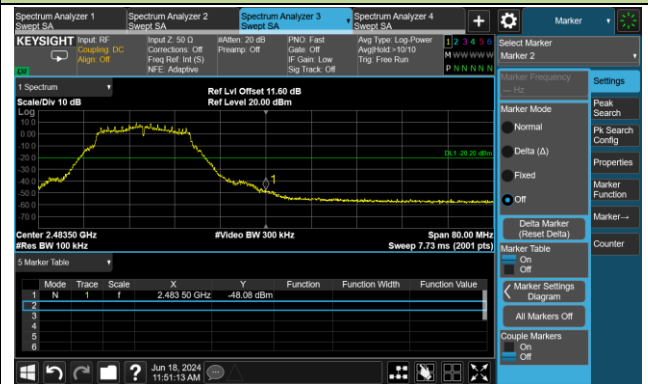 Spectrum Analyzer 1
Swept SA
Spectrum Analyzer 2
Swept SA
Spectrum Analyzer 3
Swept SA
Spectrum Analyzer 4
Swept SA
+
Marker
KEYSIGHT
Input: RF
Coupling: DC
Align: Off
Input Z: 50 Ω
Corrections: Off
Freq Ref: Int (S)
NFE: Adaptive
#Atten: 20 dB
Preamp: Off
PNO: Fast
Gate: Off
IF Gain: Low
Sig Track: Off
Avg Type: Log-Power
Avg|Hold:>10/10
Trig: Free Run
1 2 3 4 5 6
M W W W W W
P N N N N N
LXI
Select Marker
Marker 2
1 Spectrum
Scale/Div 10 dB
Ref Lvl Offset 11.60 dB
Ref Level 20.00 dBm
Log
10.0
0.00
-10.0
-20.0
-30.0
-40.0
-50.0
-60.0
-70.0
DL1 -20.20 dBm
1
Center 2.48350 GHz
#Res BW 100 kHz
#Video BW 300 kHz
Span 80.00 MHz
Sweep 7.73 ms (2001 pts)
5 Marker Table
Mode Trace Scale X Y Function Function Width Function Value
1 N 1 f 2.483 50 GHz -48.08 dBm
2
3
4
5
6
Marker Frequency
--- Hz
Marker Mode
Normal
Delta (Δ)
Fixed
Off
Delta Marker
(Reset Delta)
Marker Table
On
Off
Marker Settings
Diagram
All Markers Off
Couple Markers
On
Off
Settings
Peak
Search
Pk Search
Config
Properties
Marker
Function
Marker→
Counter
?
Jun 18, 2024
11:51:13 AM